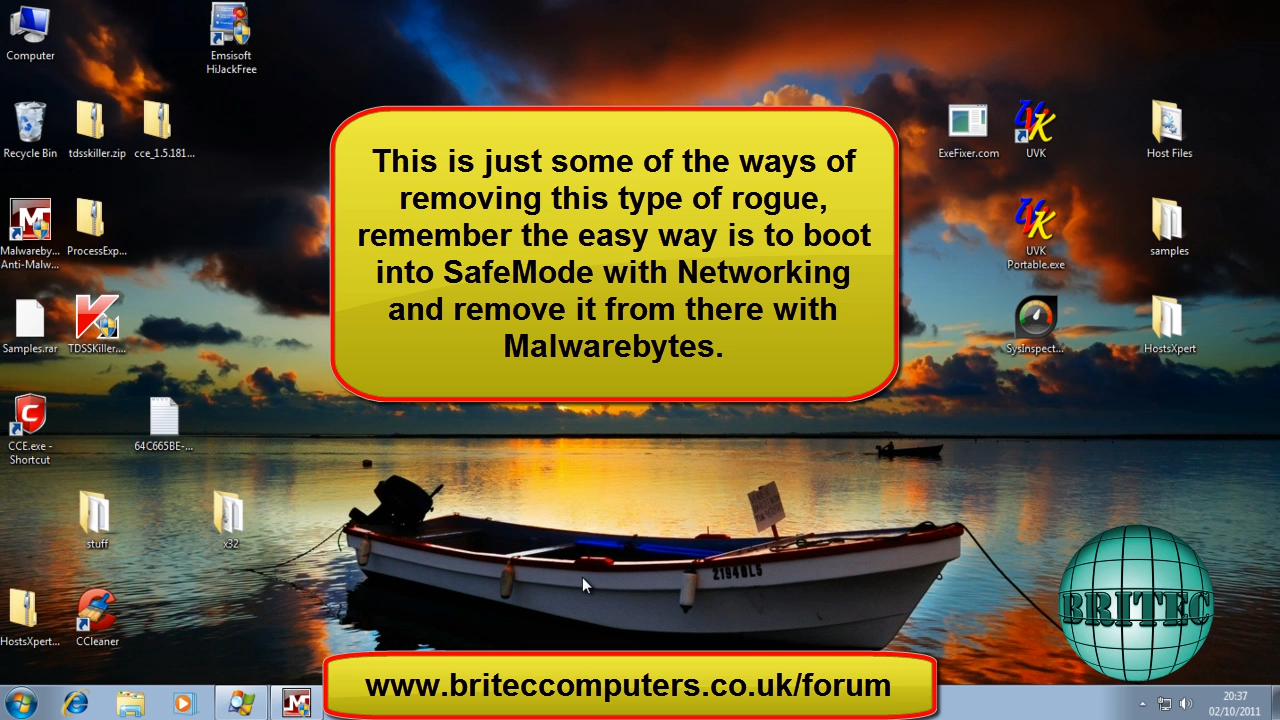 Computer
Emsisoft
HiJackFree
Recycle Bin
tdsskiller.zip
cce_1.5.181...
ExeFixer.com
UVK
Host Files
This is just some of the ways of
removing this type of rogue,
remember the easy way is to boot
into SafeMode with Networking
and remove it from there with
Malwarebytes.
Malwareby...
Anti-Malw...
ProcessExp...
UVK
Portable.exe
samples
Samples.rar
TDSSKiller....
SysInspect...
HostsXpert
CCE.exe -
Shortcut
64C665BE-...
stuff
x32
2194BL5
BRITEC
HostsXpert...
CCleaner
www.briteccomputers.co.uk/forum
20:37
02/10/2011